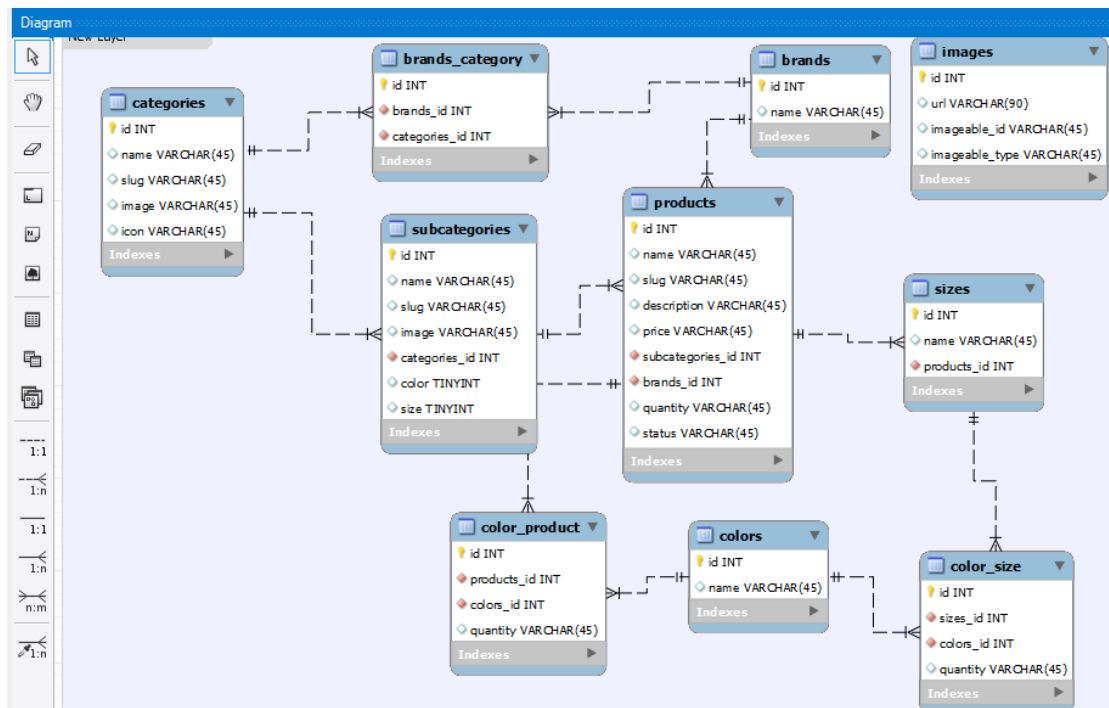 Diagram
New Layer
categories
id INT
name VARCHAR(45)
slug VARCHAR(45)
image VARCHAR(45)
icon VARCHAR(45)
Indexes
brands_category
id INT
brands_id INT
categories_id INT
Indexes
brands
id INT
name VARCHAR(45)
Indexes
images
id INT
url VARCHAR(90)
imageable_id VARCHAR(45)
imageable_type VARCHAR(45)
Indexes
subcategories
id INT
name VARCHAR(45)
slug VARCHAR(45)
image VARCHAR(45)
categories_id INT
color TINYINT
size TINYINT
Indexes
products
id INT
name VARCHAR(45)
slug VARCHAR(45)
description VARCHAR(45)
price VARCHAR(45)
subcategories_id INT
brands_id INT
quantity VARCHAR(45)
status VARCHAR(45)
Indexes
sizes
id INT
name VARCHAR(45)
products_id INT
Indexes
color_product
id INT
products_id INT
colors_id INT
quantity VARCHAR(45)
Indexes
colors
id INT
name VARCHAR(45)
Indexes
color_size
id INT
sizes_id INT
colors_id INT
quantity VARCHAR(45)
Indexes
1:1
1:n
1:1
1:n
n:m
1:n